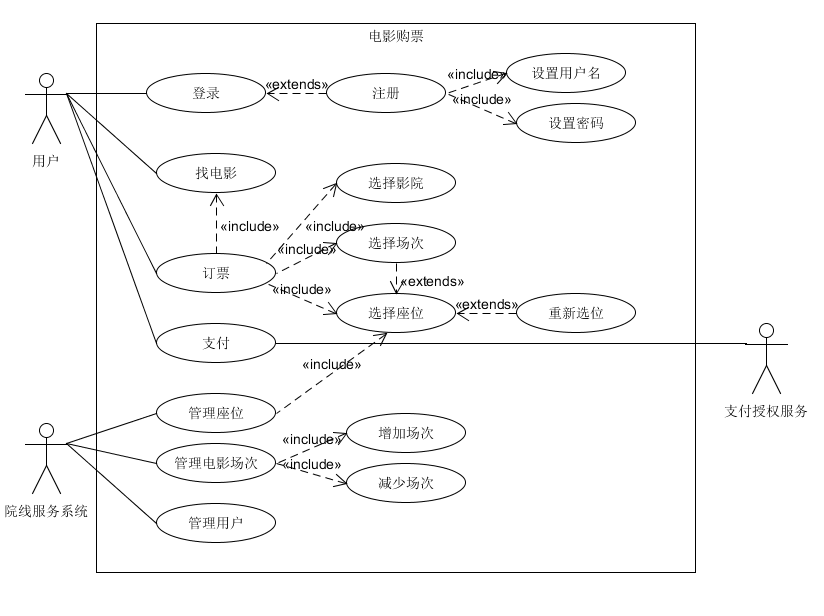 电影购票
登录
«extends»
注册
«include»
设置用户名
«include»
设置密码
用户
找电影
选择影院
«include»
«include»
选择场次
«include»
订票
«include»
«extends»
选择座位
«extends»
重新选位
支付
支付授权服务
«include»
管理座位
«include»
增加场次
管理电影场次
«include»
减少场次
院线服务系统
管理用户